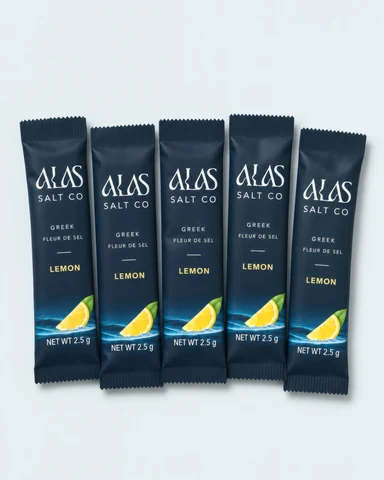 ALAS
SALT CO
GREEK
FLEUR DE SEL
LEMON
NET WT 2.5 g
ALAS
SALT CO
GREEK
FLEUR DE SEL
LEMON
NET WT 2.5 g
ALAS
SALT CO
GREEK
FLEUR DE SEL
LEMON
NET WT 2.5 g
ALAS
SALT CO
GREEK
FLEUR DE SEL
LEMON
NET WT 2.5 g
ALAS
SALT CO
GREEK
FLEUR DE SEL
LEMON
NET WT 2.5 g